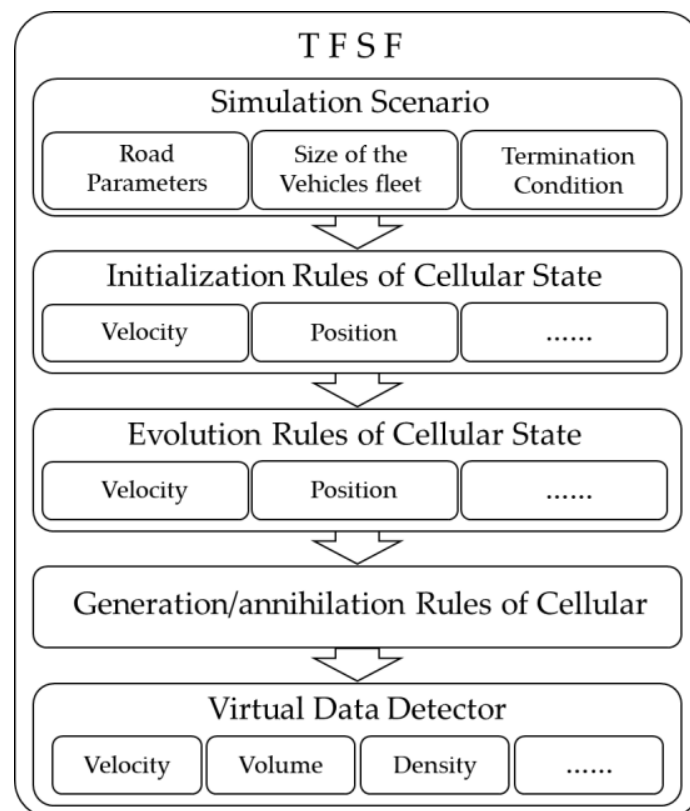 T F S F
Simulation Scenario
Road
Parameters
Size of the
Vehicles fleet
Termination
Condition
Initialization Rules of Cellular State
Velocity
Position
......
Evolution Rules of Cellular State
Velocity
Position
......
Generation/annihilation Rules of Cellular
Virtual Data Detector
Velocity
Volume
Density
......